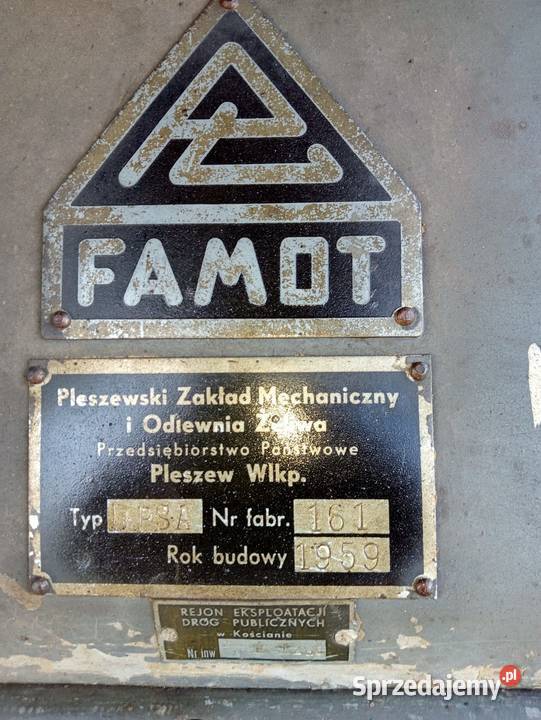 FAMOT
Pleszewski Zakład Mechaniczny
i Odlewnia Żeliwa
Przedsiębiorstwo Państwowe
Pleszew Wlkp.
Typ Nr fabr. 161
Rok budowy 1959
REJON EKSPLOATACJI
DRÓG PUBLICZNYCH
w Kościanie
Nr inw
Sprzedajemy.pl